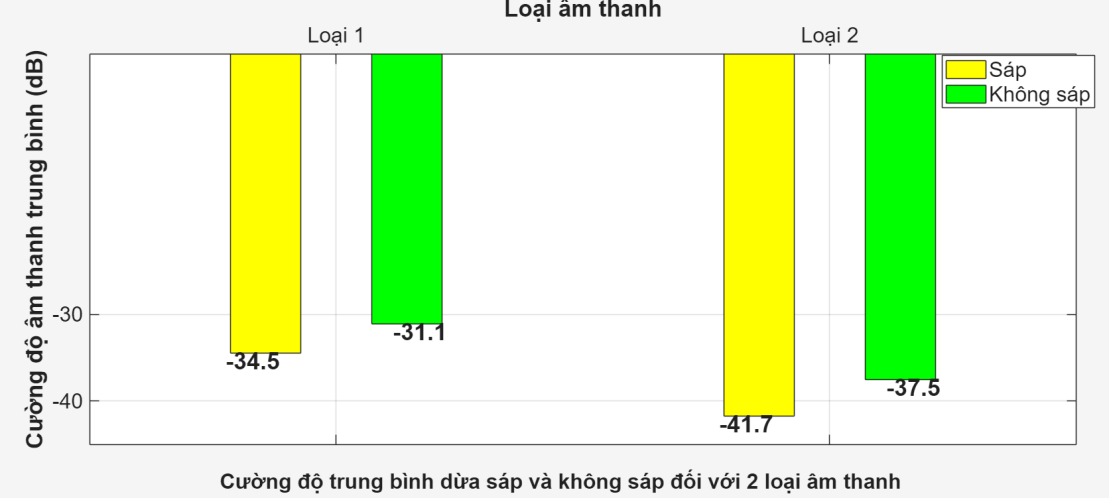 Loại âm thanh
Loại 1
Loại 2
Sáp
Không sáp
Cường độ âm thanh trung bình (dB)
-30
-40
-34.5
-31.1
-41.7
-37.5
Cường độ trung bình dừa sáp và không sáp đối với 2 loại âm thanh